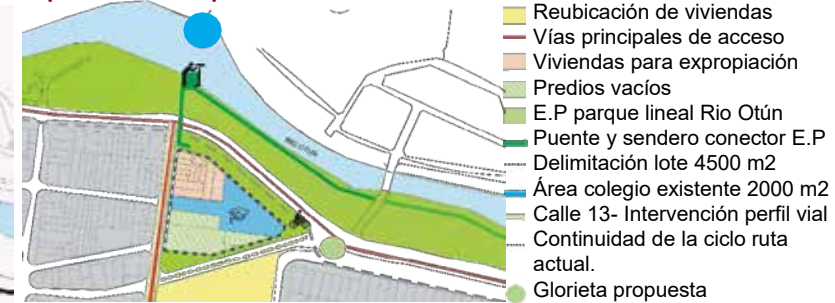 Reubicación de viviendas
Vías principales de acceso
Viviendas para expropiación
Predios vacíos
E.P parque lineal Rio Otún
Puente y sendero conector E.P
Delimitación lote 4500 m2
Área colegio existente 2000 m2
Calle 13- Intervención perfil vial
Continuidad de la ciclo ruta
actual.
Glorieta propuesta
RIO OTUN